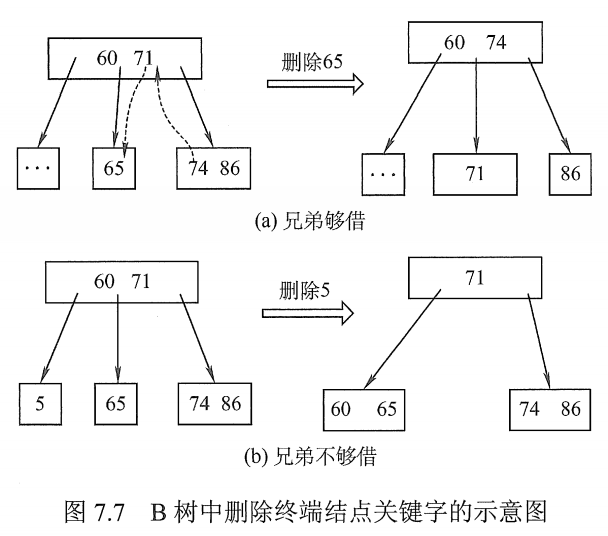 60 71
删除65
60 74
··· 65 74 86
··· 71 86
(a) 兄弟够借
60 71
删除5
71
5 65 74 86
60 65 74 86
(b) 兄弟不够借
图 7.7 B 树中删除终端结点关键字的示意图